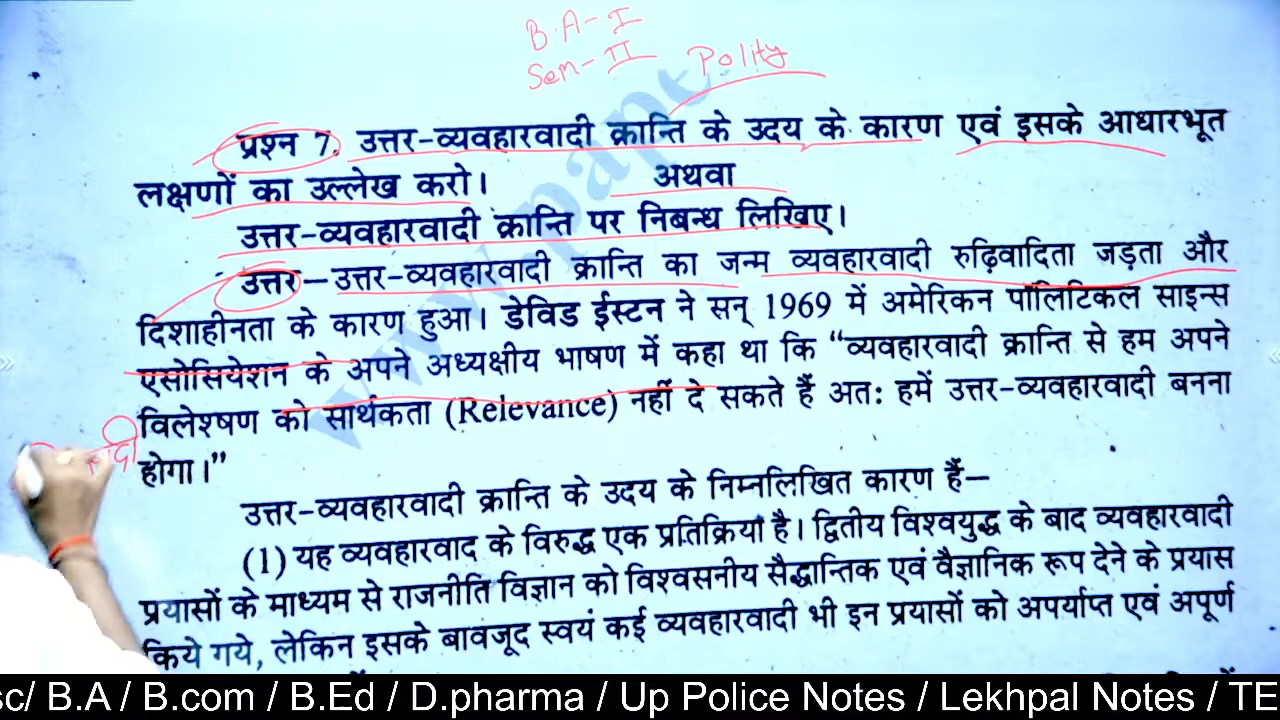 B.A-I
Sem-II Polity
प्रश्न 7. उत्तर-व्यवहारवादी क्रान्ति के उदय के कारण एवं इसके आधारभूत
लक्षणों का उल्लेख करो। अथवा
उत्तर-व्यवहारवादी क्रान्ति पर निबन्ध लिखिए।
उत्तर—उत्तर-व्यवहारवादी क्रान्ति का जन्म व्यवहारवादी रुढ़िवादिता जड़ता और
दिशाहीनता के कारण हुआ। डेविड ईस्टन ने सन् 1969 में अमेरिकन पॉलिटिकल साइन्स
एसोसियेशन के अपने अध्यक्षीय भाषण में कहा था कि “व्यवहारवादी क्रान्ति से हम अपने
विलेश्षण को सार्थकता (Relevance) नहीं दे सकते हैं अतः हमें उत्तर-व्यवहारवादी बनना
होगा।”
उत्तर-व्यवहारवादी क्रान्ति के उदय के निम्नलिखित कारण हैं—
(1) यह व्यवहारवाद के विरुद्ध एक प्रतिक्रिया है। द्वितीय विश्वयुद्ध के बाद व्यवहारवादी
प्रयासों के माध्यम से राजनीति विज्ञान को विश्वसनीय सैद्धान्तिक एवं वैज्ञानिक रूप देने के प्रयास
किये गये, लेकिन इसके बावजूद स्वयं कई व्यवहारवादी भी इन प्रयासों को अपर्याप्त एवं अपूर्ण
sc/ B.A / B.com / B.Ed / D.pharma / Up Police Notes / Lekhpal Notes / TE